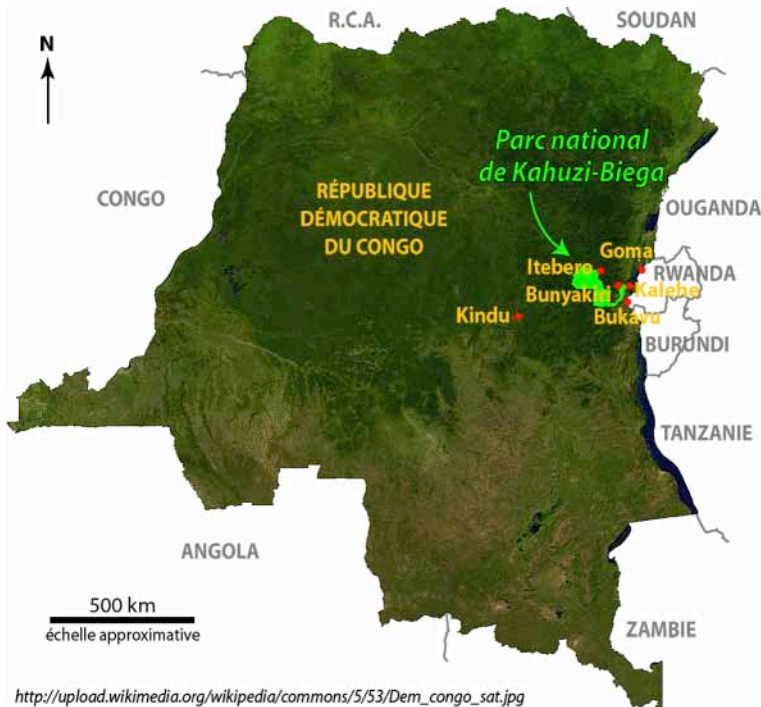 R.C.A.
SOUDAN
N
Parc national
de Kahuzi-Biega
CONGO
RÉPUBLIQUE
DÉMOCRATIQUE
DU CONGO
OUGANDA
Goma
Itebero
RWANDA
Bunyakiri
Kalehe
Kindu
Bukavu
BURUNDI
TANZANIE
ANGOLA
500 km
échelle approximative
ZAMBIE
http://upload.wikimedia.org/wikipedia/commons/5/53/Dem_congo_sat.jpg